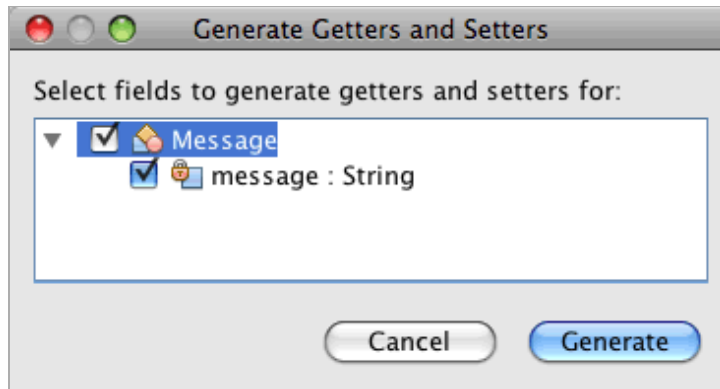 Generate Getters and Setters
Select fields to generate getters and setters for:
Message
message : String
Cancel Generate